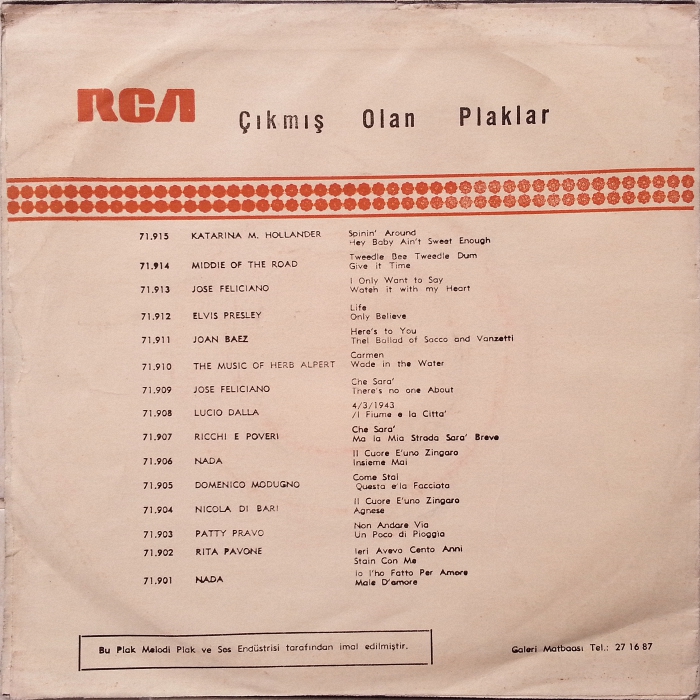 RCA Çıkmış Olan Plaklar
71.915 KATARINA M. HOLLANDER Spinin' Around
Hey Baby Ain't Sweat Enough
71.914 MIDDIE OF THE ROAD Tweedle Bee Tweedle Dum
Give it Time
71.913 JOSE FELICIANO I Only Want to Say
Wateh it with my Heart
71.912 ELVIS PRESLEY Life
Only Believe
71.911 JOAN BAEZ Here's to You
Thel Ballad of Sacco and Vanzetti
71.910 THE MUSIC OF HERB ALPERT Carmen
Wade in the Water
71.909 JOSE FELICIANO Che Sara'
There's no one About
71.908 LUCIO DALLA 4/3/1943
/I Fiume e la Citta'
71.907 RICCHI E POVERI Che Sara'
Ma la Mia Strada Sara' Breve
71.906 NADA Il Cuore E'uno Zingaro
Insieme Mai
71.905 DOMENICO MODUGNO Come Stai
Questa e'la Facciata
71.904 NICOLA DI BARI Il Cuore E'uno Zingaro
Agnese
71.903 PATTY PRAVO Non Andare Via
Un Poco di Pioggia
71.902 RITA PAVONE Ieri Avevo Cento Anni
Stain Con Me
71.901 NADA Io l'ho Fatto Per Amore
Male D'amore
Bu Plak Melodi Plak ve Ses Endüstrisi tarafından imal edilmiştir.
Galeri Matbaası Tel.: 27 16 87